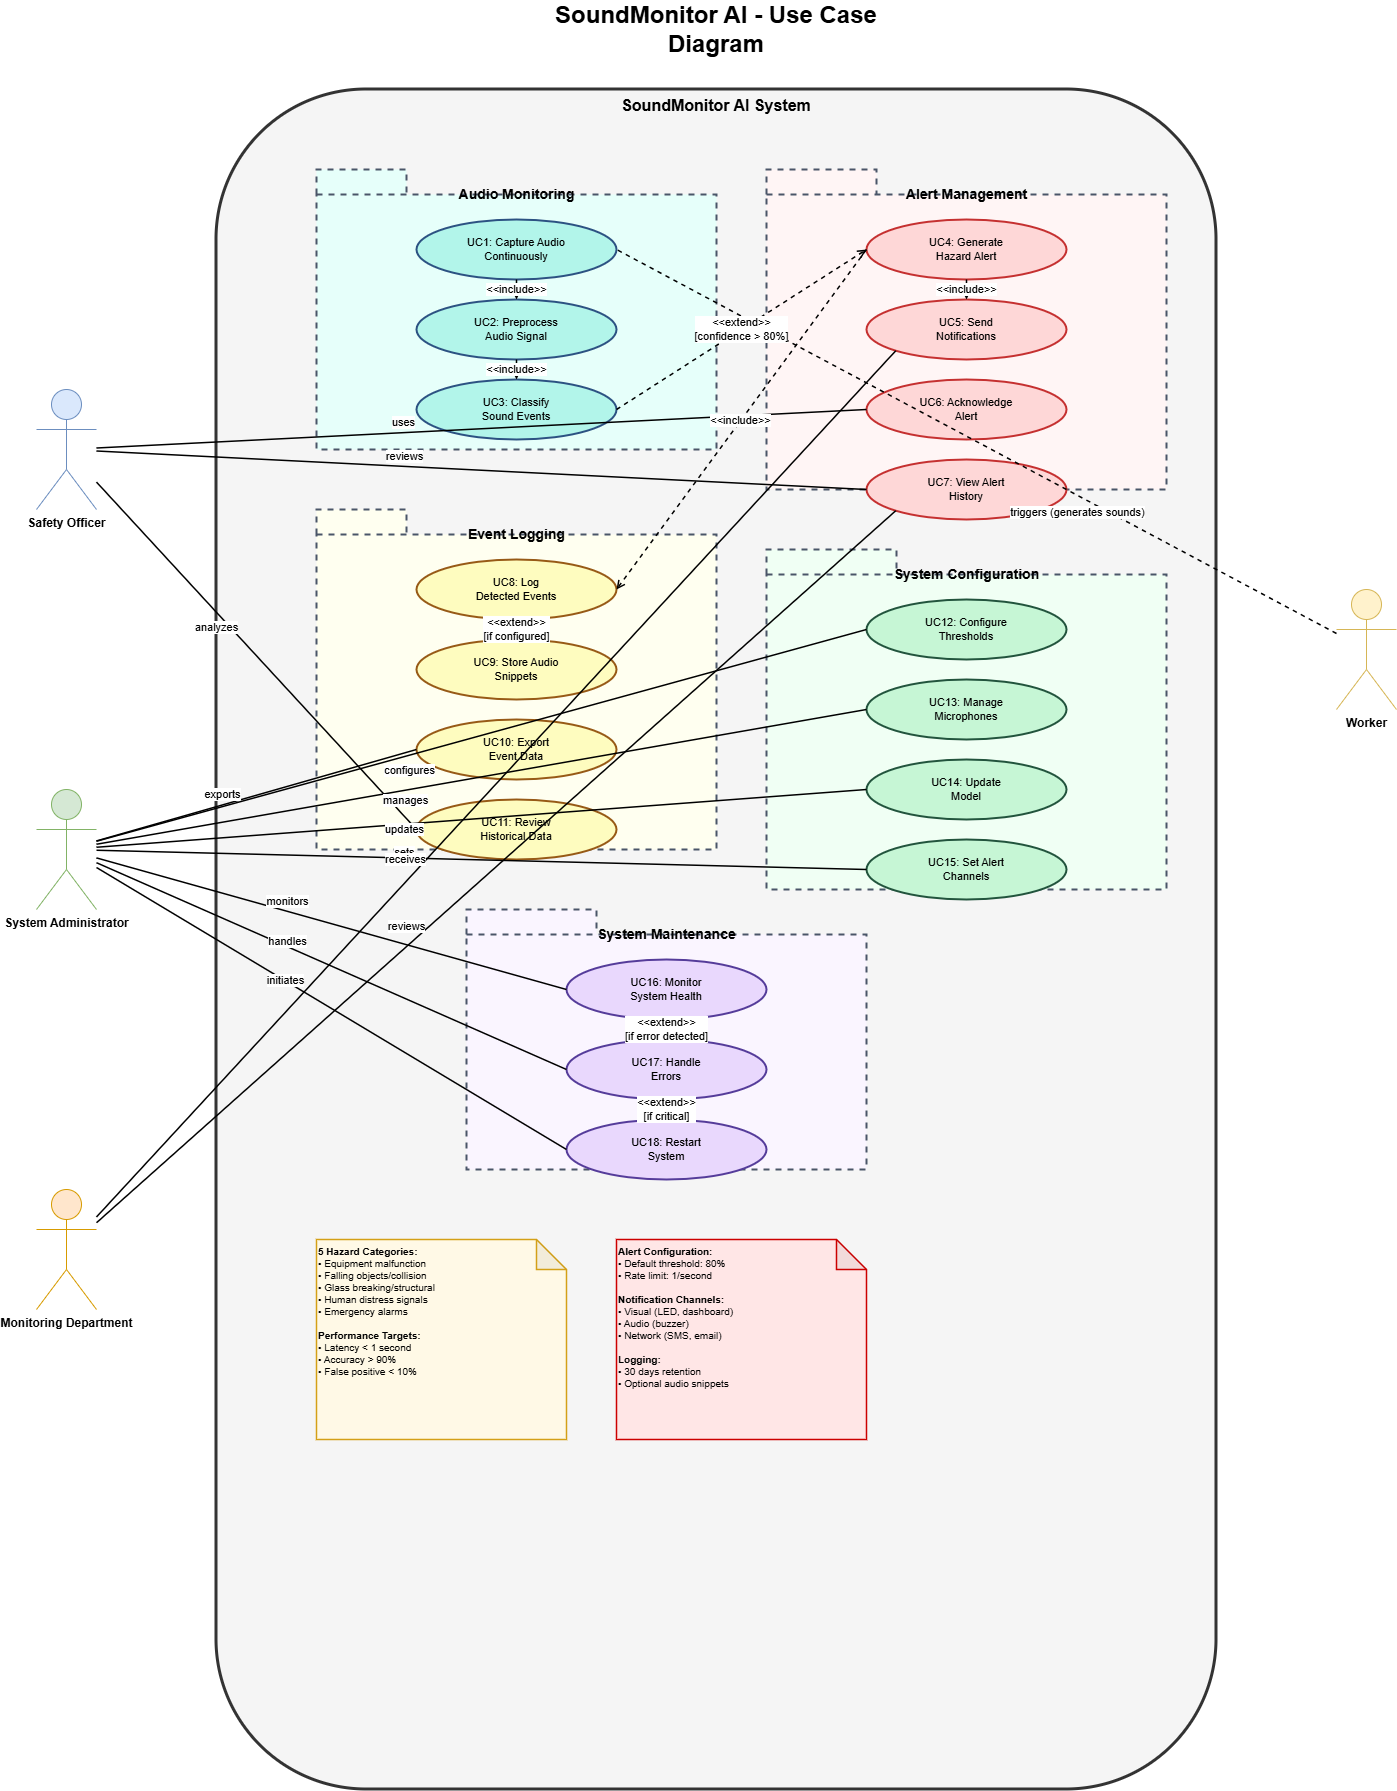 SoundMonitor AI - Use Case
Diagram
SoundMonitor AI System
Audio Monitoring
UC1: Capture Audio
Continuously
<<include>>
UC2: Preprocess
Audio Signal
<<include>>
UC3: Classify
Sound Events
Alert Management
UC4: Generate
Hazard Alert
<<include>>
UC5: Send
Notifications
UC6: Acknowledge
Alert
UC7: View Alert
History
<<extend>>
[confidence > 80%]
<<include>>
uses
reviews
triggers (generates sounds)
Safety Officer
analyzes
Event Logging
UC8: Log
Detected Events
<<extend>>
[if configured]
UC9: Store Audio
Snippets
UC10: Export
Event Data
UC11: Review
Historical Data
System Configuration
UC12: Configure
Thresholds
UC13: Manage
Microphones
UC14: Update
Model
UC15: Set Alert
Channels
Worker
exports
configures
manages
updates
sets
receives
System Administrator
monitors
handles
initiates
reviews
System Maintenance
UC16: Monitor
System Health
<<extend>>
[if error detected]
UC17: Handle
Errors
<<extend>>
[if critical]
UC18: Restart
System
Monitoring Department
5 Hazard Categories:
• Equipment malfunction
• Falling objects/collision
• Glass breaking/structural
• Human distress signals
• Emergency alarms
Performance Targets:
• Latency < 1 second
• Accuracy > 90%
• False positive < 10%
Alert Configuration:
• Default threshold: 80%
• Rate limit: 1/second
Notification Channels:
• Visual (LED, dashboard)
• Audio (buzzer)
• Network (SMS, email)
Logging:
• 30 days retention
• Optional audio snippets